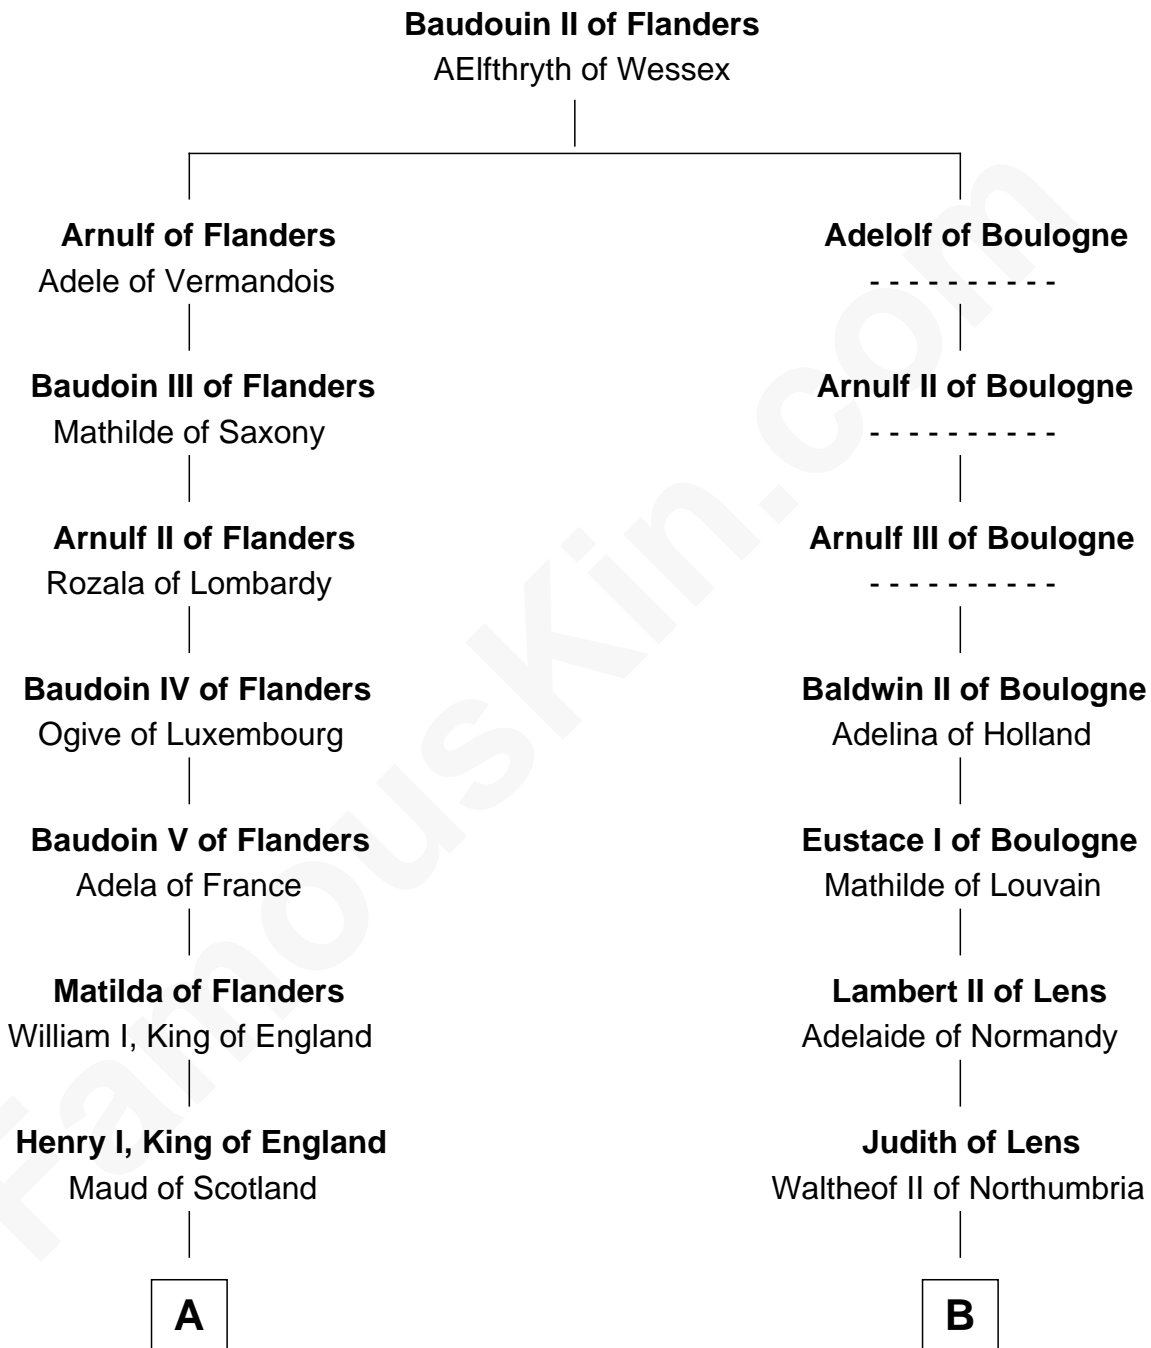 Baudouin II of Flanders
AElfthryth of Wessex
Arnulf of Flanders
Adele of Vermandois
Adelolf of Boulogne
- - - - - - - - - -
Baudoin III of Flanders
Mathilde of Saxony
Arnulf II of Boulogne
- - - - - - - - - -
Arnulf II of Flanders
Rozala of Lombardy
Arnulf III of Boulogne
- - - - - - - - - -
Baudoin IV of Flanders
Ogive of Luxembourg
Baldwin II of Boulogne
Adelina of Holland
Baudoin V of Flanders
Adela of France
Eustace I of Boulogne
Mathilde of Louvain
Matilda of Flanders
William I, King of England
Lambert II of Lens
Adelaide of Normandy
Henry I, King of England
Maud of Scotland
Judith of Lens
Waltheof II of Northumbria
A
B
FamousKin.com